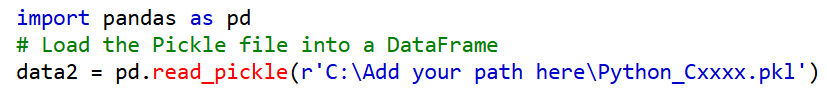 import pandas as pd
# Load the Pickle file into a DataFrame
data2 = pd.read_pickle(r'C:\Add your path here\Python_Cxxxx.pkl')